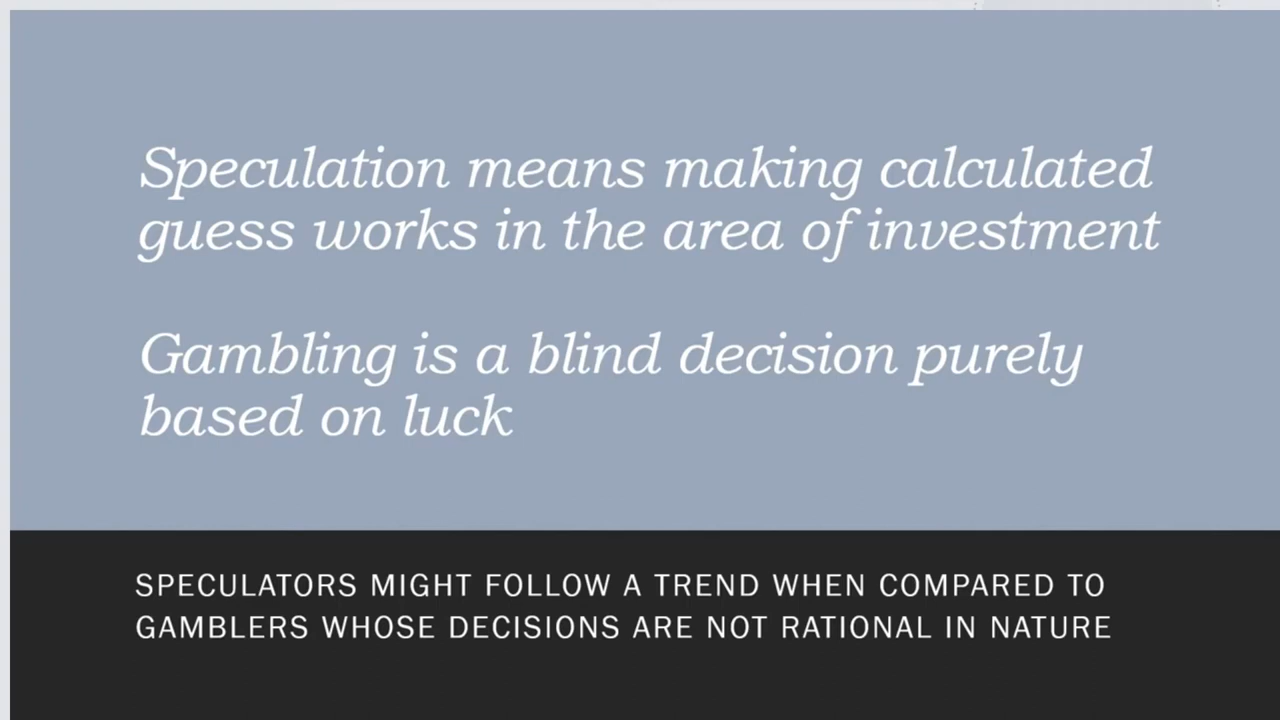 Speculation means making calculated
guess works in the area of investment
Gambling is a blind decision purely
based on luck
SPECULATORS MIGHT FOLLOW A TREND WHEN COMPARED TO
GAMBLERS WHOSE DECISIONS ARE NOT RATIONAL IN NATURE